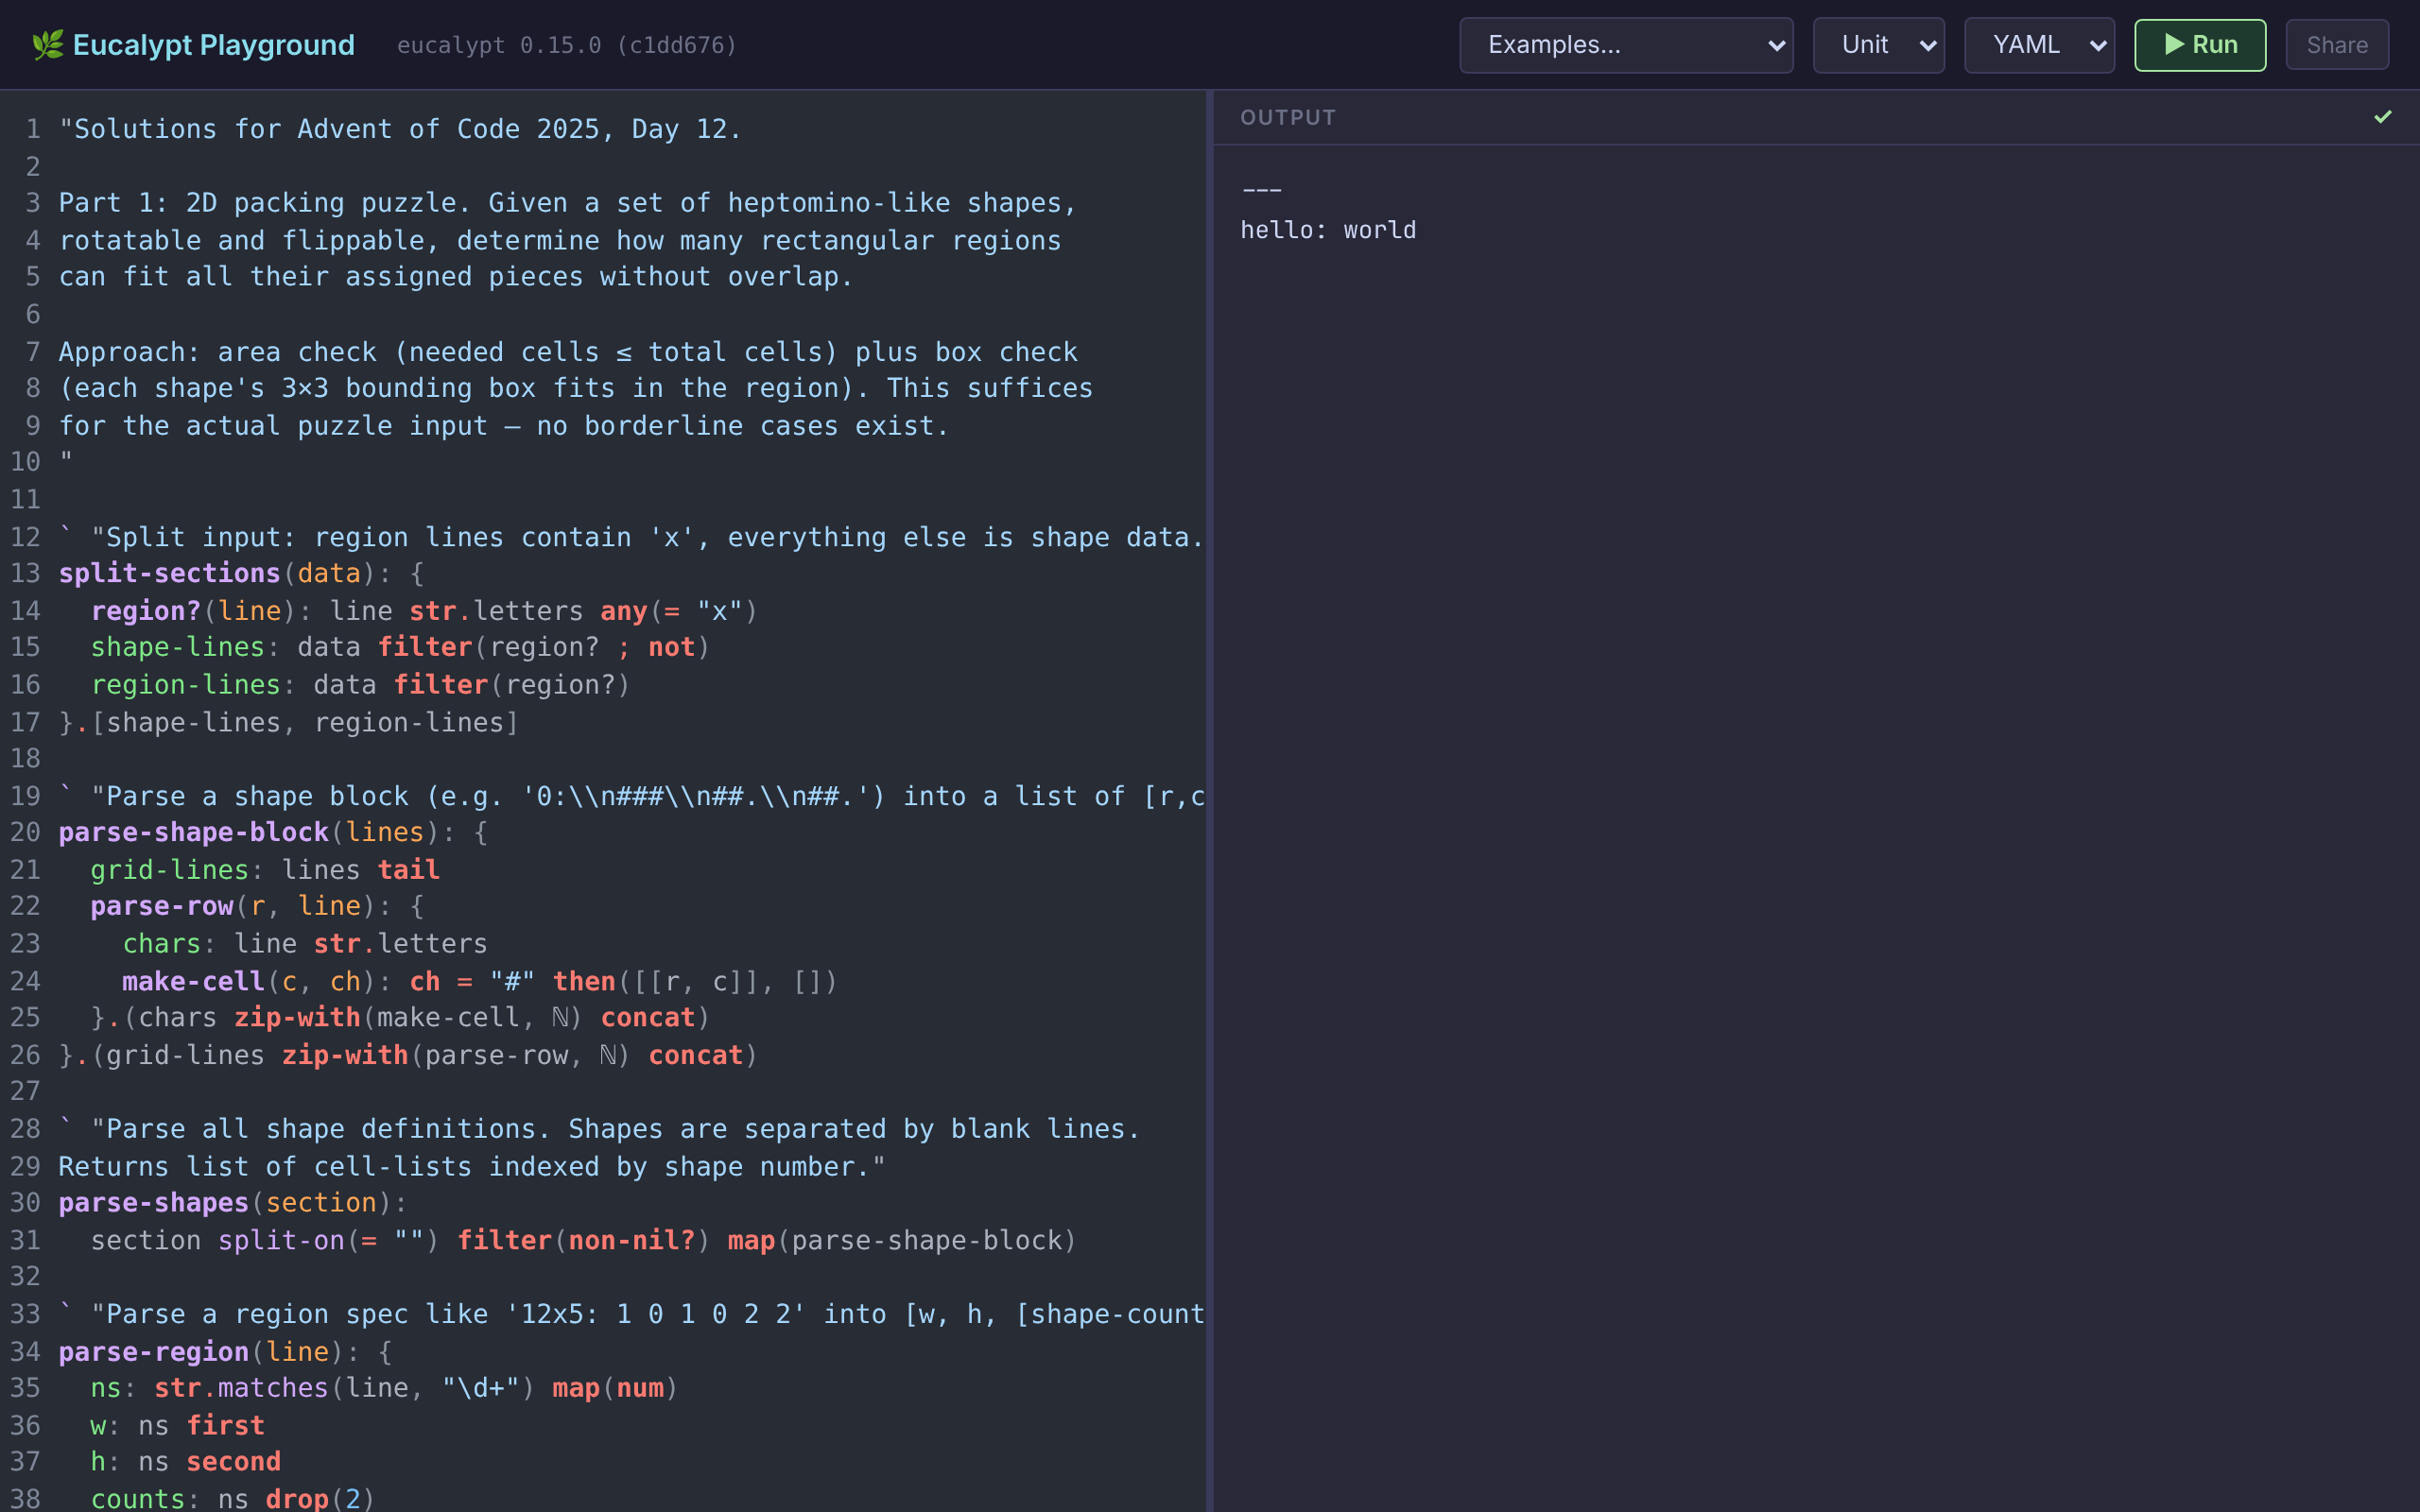 🌿 Eucalypt Playground eucalypt 0.15.0 (c1dd676) Examples... Unit YAML ▶ Run Share
1 "Solutions for Advent of Code 2025, Day 12.
2
3 Part 1: 2D packing puzzle. Given a set of heptomino-like shapes,
4 rotatable and flippable, determine how many rectangular regions
5 can fit all their assigned pieces without overlap.
6
7 Approach: area check (needed cells ≤ total cells) plus box check
8 (each shape's 3×3 bounding box fits in the region). This suffices
9 for the actual puzzle input – no borderline cases exist.
10 "
11
12 ` "Split input: region lines contain 'x', everything else is shape data.
13 split-sections(data): {
14   region?(line): line str.letters any(= "x")
15   shape-lines: data filter(region? ; not)
16   region-lines: data filter(region?)
17 }.[shape-lines, region-lines]
18
19 ` "Parse a shape block (e.g. '0:\\n###\\n##.\\n##.') into a list of [r,c
20 parse-shape-block(lines): {
21   grid-lines: lines tail
22   parse-row(r, line): {
23     chars: line str.letters
24     make-cell(c, ch): ch = "#" then([[r, c]], [])
25   }.(chars zip-with(make-cell, ℕ) concat)
26 }.(grid-lines zip-with(parse-row, ℕ) concat)
27
28 ` "Parse all shape definitions. Shapes are separated by blank lines.
29 Returns list of cell-lists indexed by shape number."
30 parse-shapes(section):
31   section split-on(= "") filter(non-nil?) map(parse-shape-block)
32
33 ` "Parse a region spec like '12x5: 1 0 1 0 2 2' into [w, h, [shape-count
34 parse-region(line): {
35   ns: str.matches(line, "\d+") map(num)
36   w: ns first
37   h: ns second
38   counts: ns drop(2)
OUTPUT ✓
---
hello: world